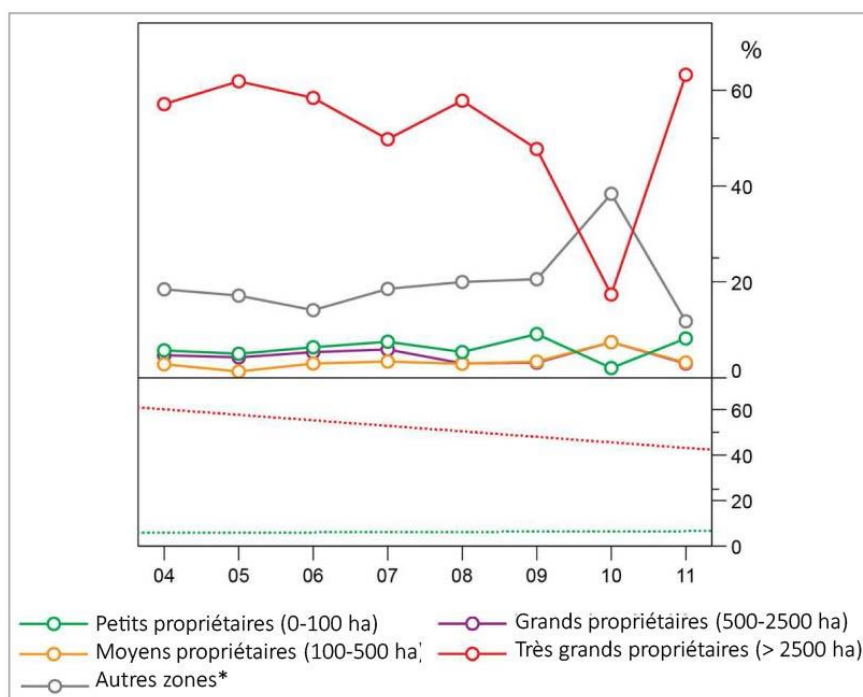 %
60
40
20
0
60
40
20
0
04 05 06 07 08 09 10 11
Petits propriétaires (0-100 ha)
Grands propriétaires (500-2500 ha)
Moyens propriétaires (100-500 ha)
Très grands propriétaires (> 2500 ha)
Autres zones*